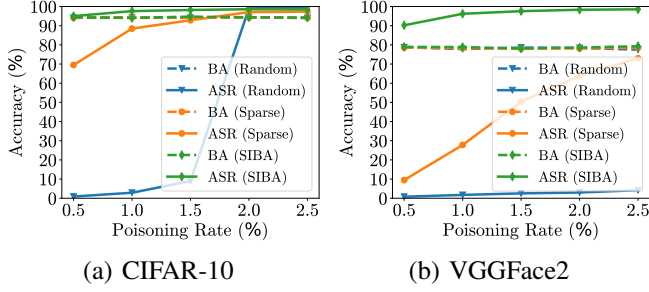 Accuracy (%)
100
90
80
70
60
50
40
30
20
10
0
BA (Random)
ASR (Random)
BA (Sparse)
ASR (Sparse)
BA (SIBA)
ASR (SIBA)
0.5 1.0 1.5 2.0 2.5
Poisoning Rate (%)
(a) CIFAR-10
Accuracy (%)
100
90
80
70
60
50
40
30
20
10
0
BA (Random)
ASR (Random)
BA (Sparse)
ASR (Sparse)
BA (SIBA)
ASR (SIBA)
0.5 1.0 1.5 2.0 2.5
Poisoning Rate (%)
(b) VGGFace2